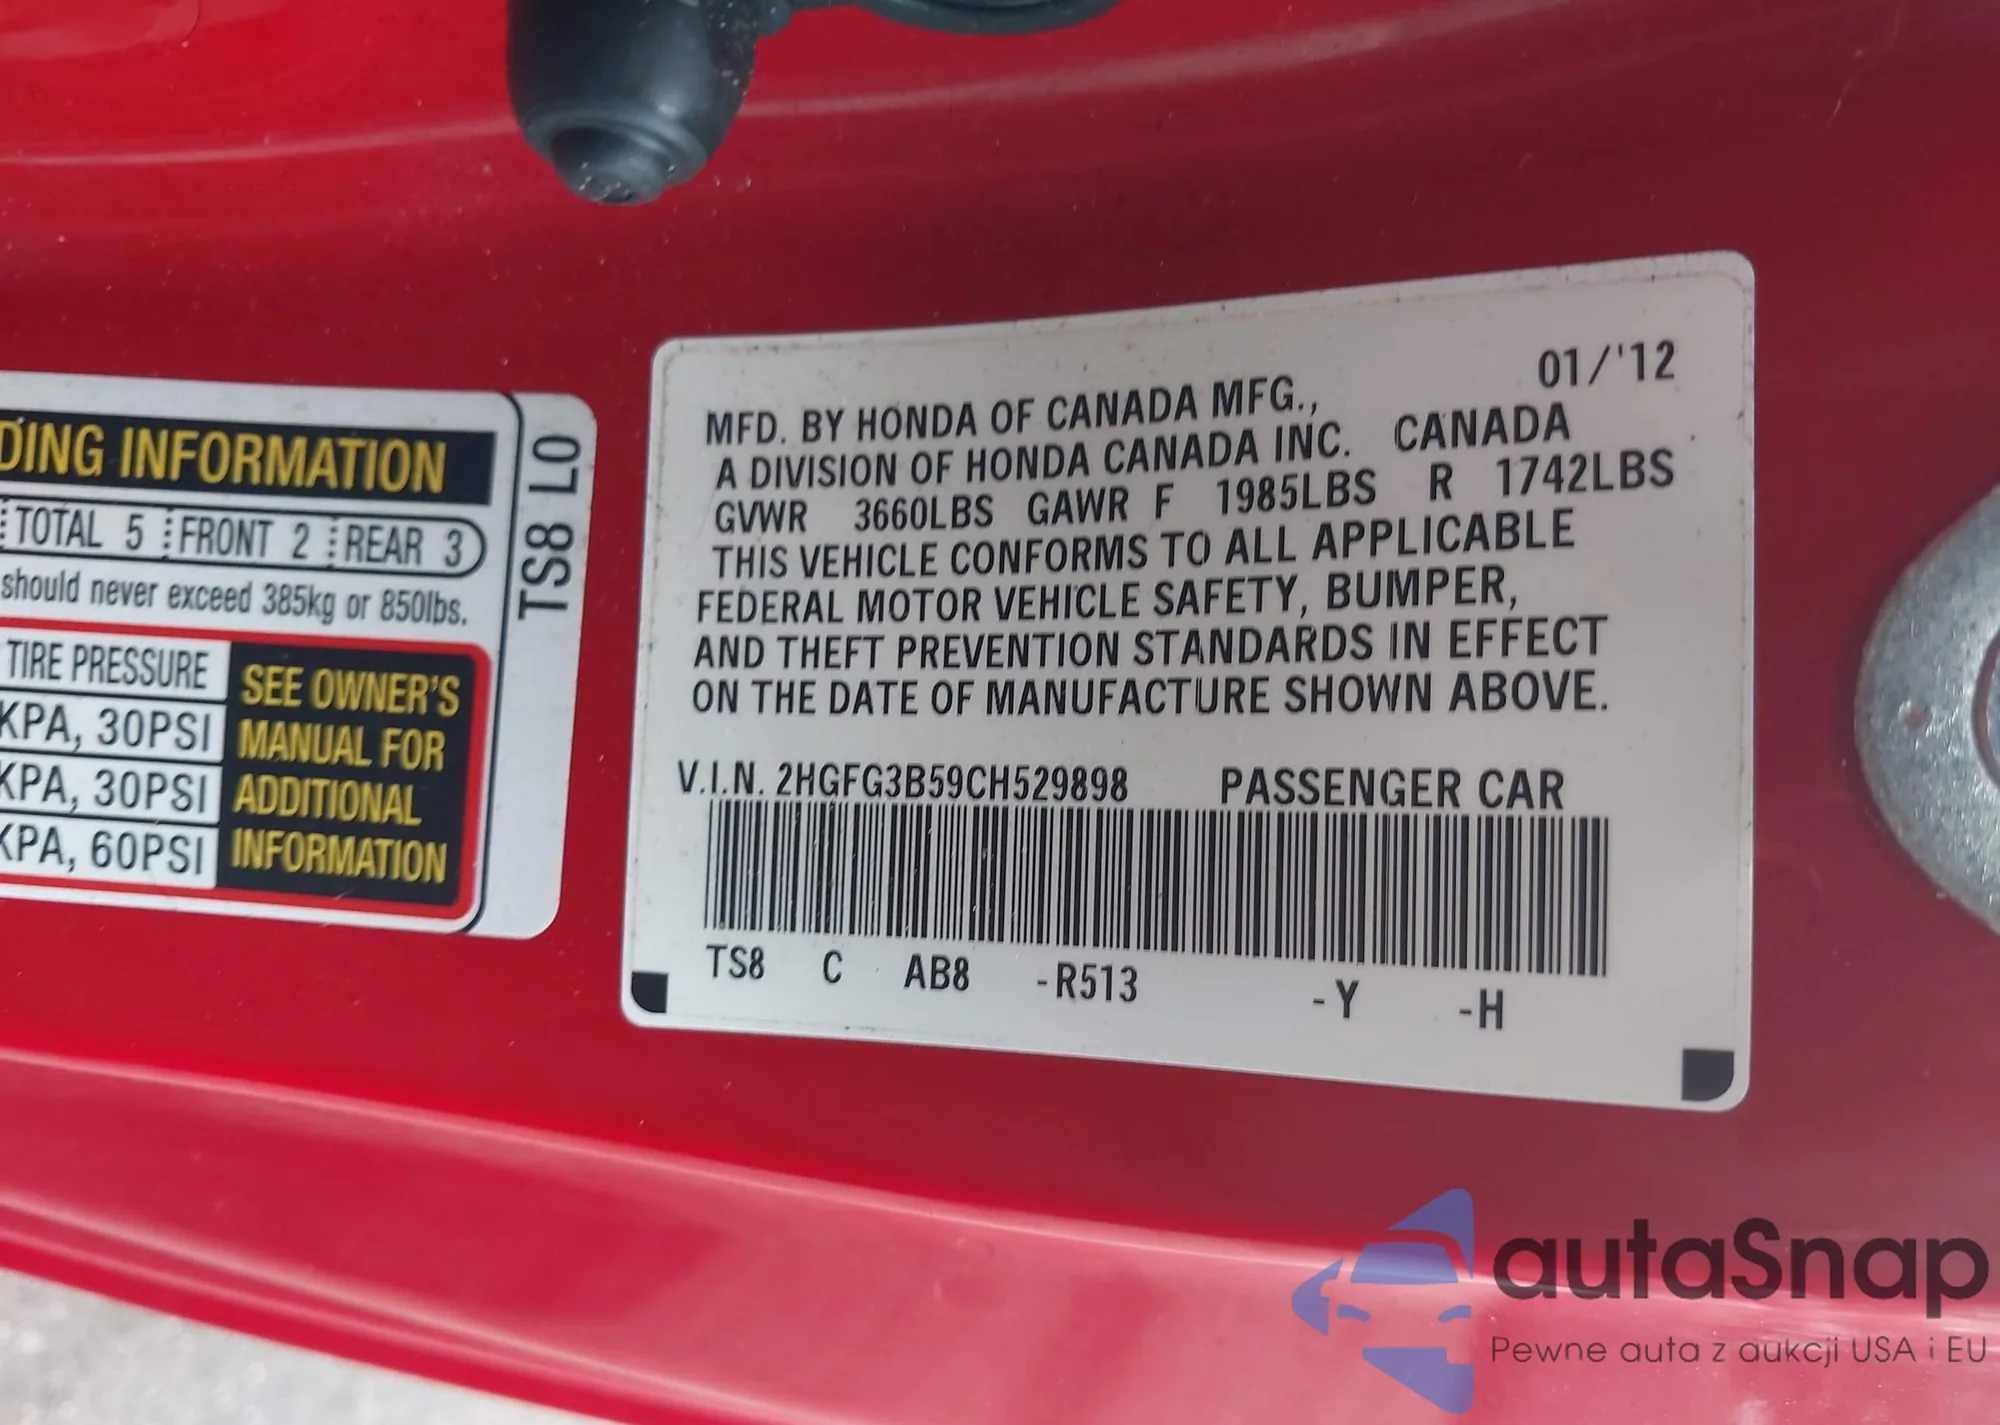 DING INFORMATION
TOTAL 5 FRONT 2 REAR 3
should never exceed 385kg or 850lbs.
TIRE PRESSURE
KPA, 30PSI
KPA, 30PSI
KPA, 60PSI
SEE OWNER'S
MANUAL FOR
ADDITIONAL
INFORMATION
TS8 L0
01/'12
MFD. BY HONDA OF CANADA MFG.,
A DIVISION OF HONDA CANADA INC. CANADA
GVWR 3660LBS GAWR F 1985LBS R 1742LBS
THIS VEHICLE CONFORMS TO ALL APPLICABLE
FEDERAL MOTOR VEHICLE SAFETY, BUMPER,
AND THEFT PREVENTION STANDARDS IN EFFECT
ON THE DATE OF MANUFACTURE SHOWN ABOVE.
V.I.N. 2HGFG3B59CH529898 PASSENGER CAR
TS8 C AB8 -R513 -Y -H
autaSnap
Pewne auta z aukcji USA i EU